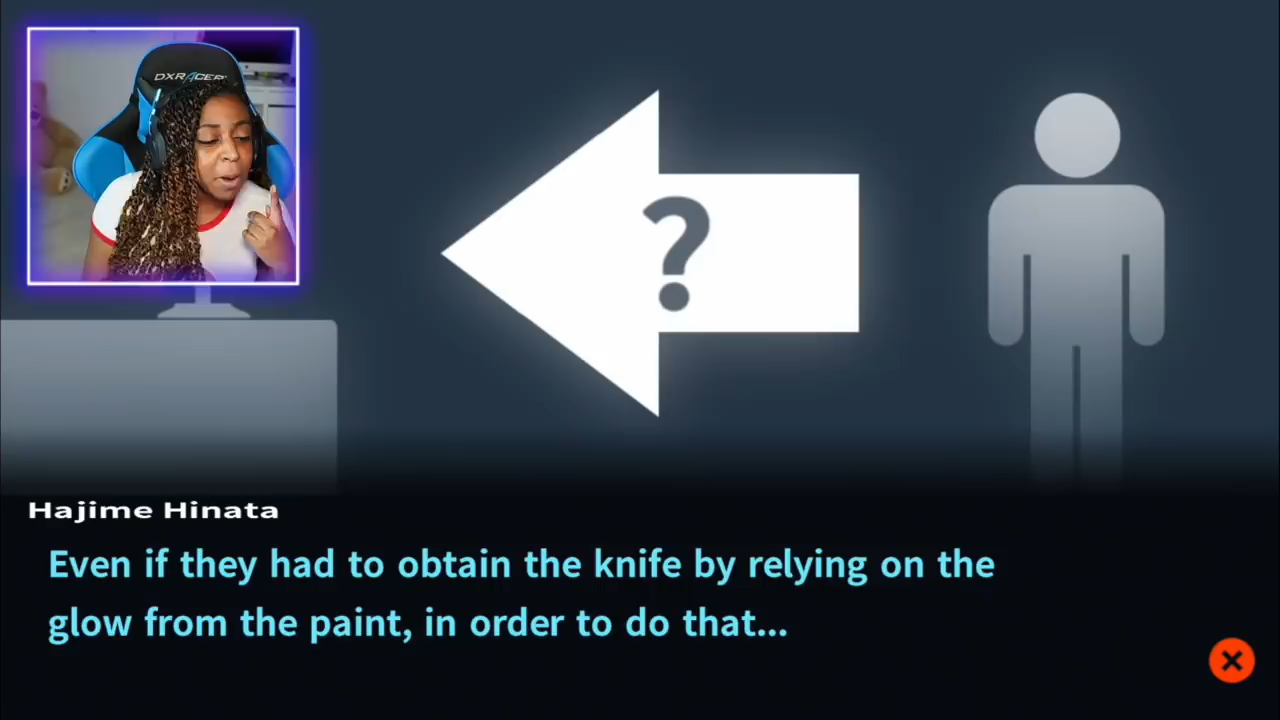 DXRACER
?
Hajime Hinata
Even if they had to obtain the knife by relying on the
glow from the paint, in order to do that...